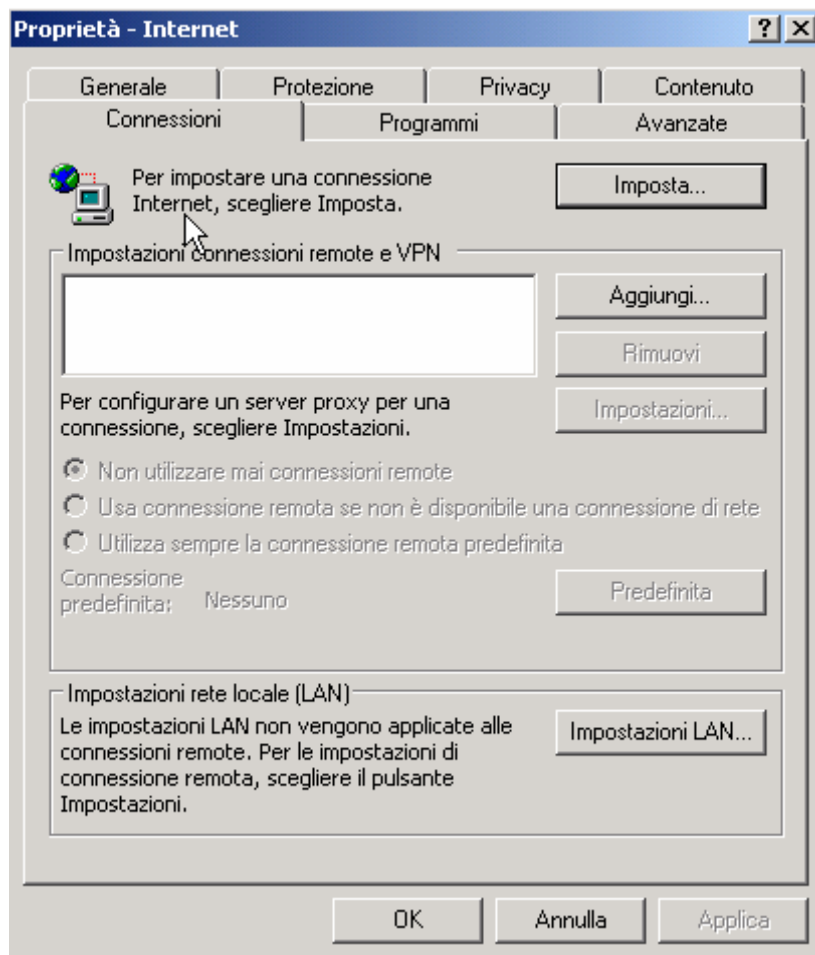 Proprietà - Internet
Generale Protezione Privacy Contenuto
Connessioni Programmi Avanzate
Per impostare una connessione
Internet, scegliere Imposta.
Imposta...
Impostazioni connessioni remote e VPN
Aggiungi...
Rimuovi
Per configurare un server proxy per una
connessione, scegliere Impostazioni.
Impostazioni...
Non utilizzare mai connessioni remote
Usa connessione remota se non è disponibile una connessione di rete
Utilizza sempre la connessione remota predefinita
Connessione
predefinita: Nessuno
Predefinita
Impostazioni rete locale (LAN)
Le impostazioni LAN non vengono applicate alle
connessioni remote. Per le impostazioni di
connessione remota, scegliere il pulsante
Impostazioni.
Impostazioni LAN...
OK Annulla Applica